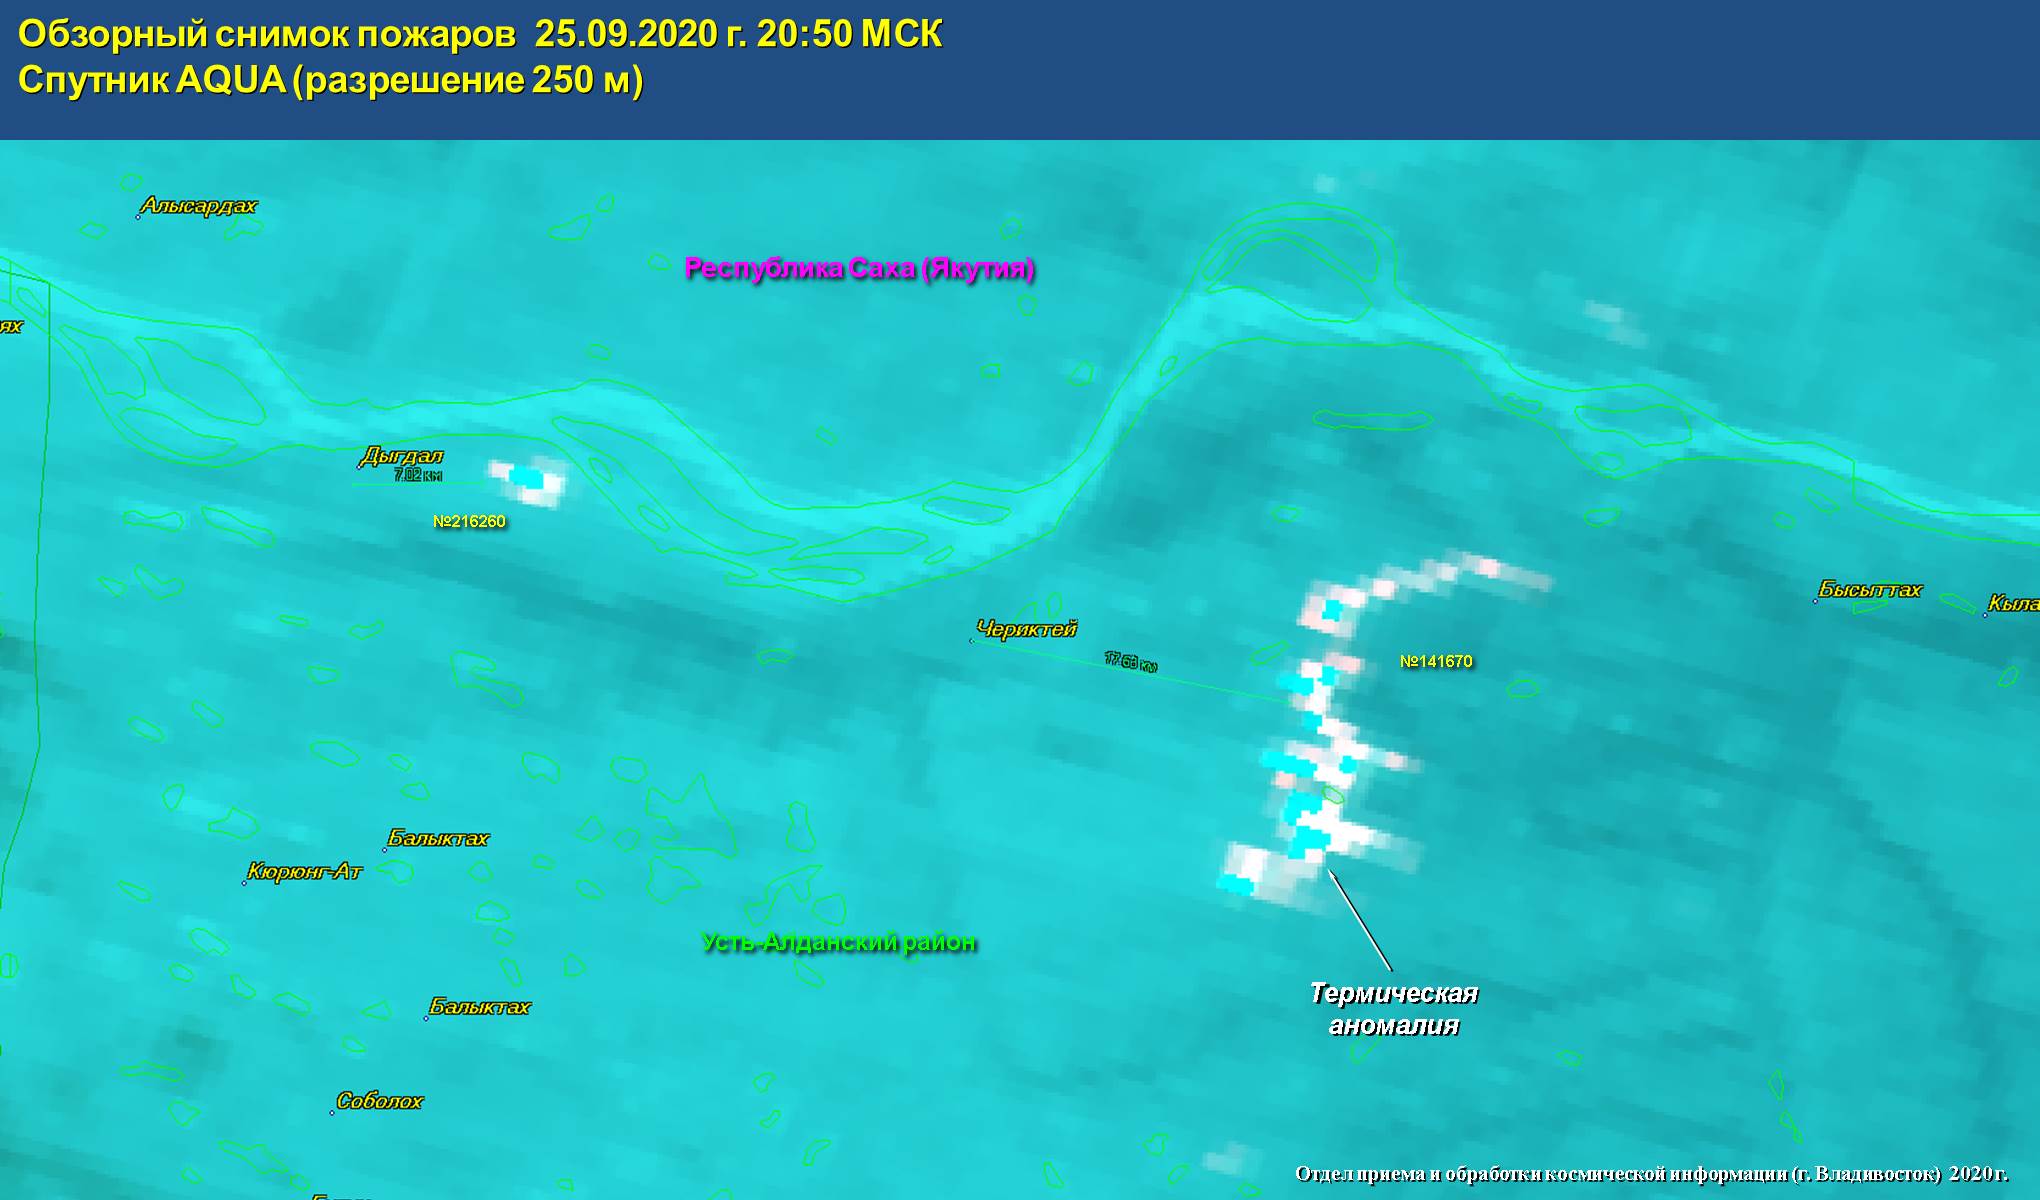 Обзорный снимок пожаров 25.09.2020 г. 20:50 МСК
Спутник AQUA (разрешение 250 м)
Алысардах
Республика Саха (Якутия)
ях
Дыгдал
7.02 км
№216260
Бысыттах
Кыла
Чериктей
17.63 км
№141670
Балыктах
Кюрюнг-Ат
Усть-Алданский район
Балыктах
Термическая
аномалия
Соболох
Отдел приема и обработки космической информации (г. Владивосток) 2020 г.